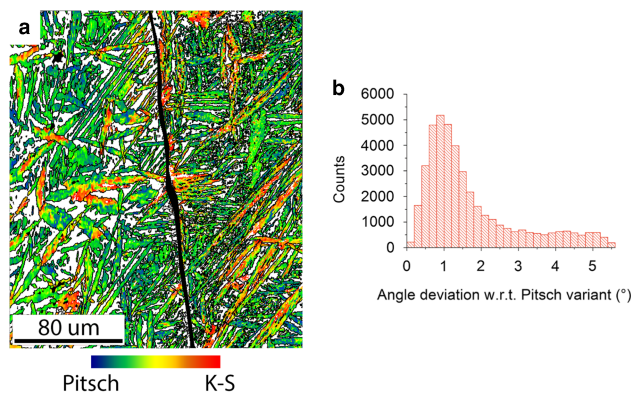 a
80 um
Pitsch K-S
b
6000
5000
4000
3000
2000
1000
0
Counts
0 1 2 3 4 5
Angle deviation w.r.t. Pitsch variant (°)